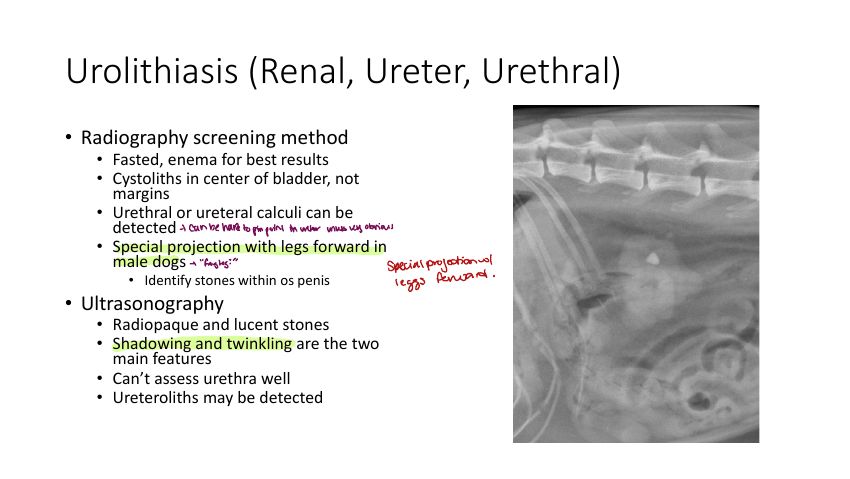 Urolithiasis (Renal, Ureter, Urethral)
• Radiography screening method
• Fasted, enema for best results
• Cystoliths in center of bladder, not
margins
• Urethral or ureteral calculi can be
detected → Can be hard to pin point in ureter unless very obvious
• Special projection with legs forward in
male dogs →
• Identify stones within os penis
Special projection w/
leggs forward.
• Ultrasonography
• Radiopaque and lucent stones
• Shadowing and twinkling are the two
main features
• Can’t assess urethra well
• Ureteroliths may be detected